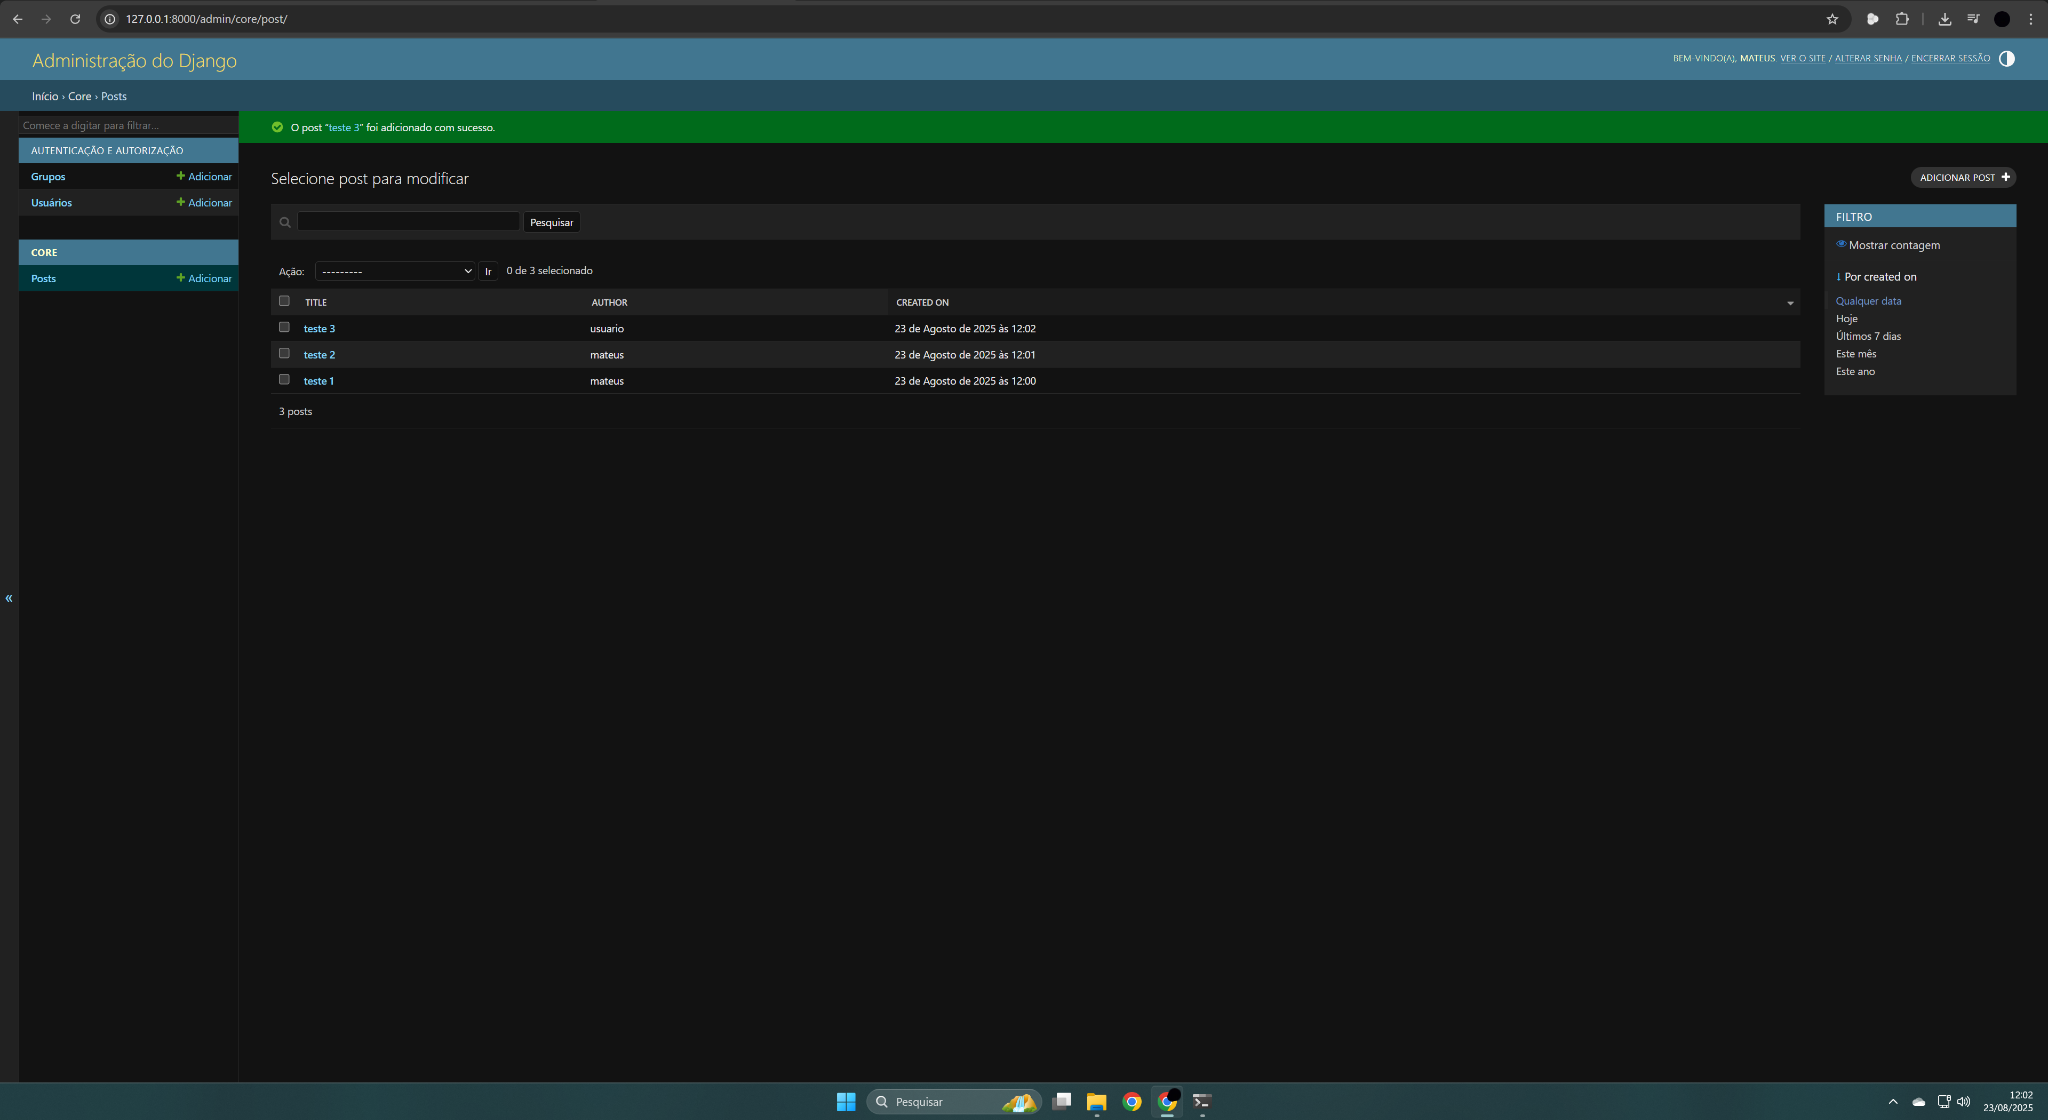 127.0.0.1:8000/admin/core/post/
Administração do Django
BEM-VINDO(A), MATEUS. VER O SITE / ALTERAR SENHA / ENCERRAR SESSÃO
Início › Core › Posts
Comece a digitar para filtrar...
AUTENTICAÇÃO E AUTORIZAÇÃO
Grupos + Adicionar
Usuários + Adicionar
CORE
Posts + Adicionar
«
O post “teste 3” foi adicionado com sucesso.
Selecione post para modificar
ADICIONAR POST +
Pesquisar
Ação: --------- Ir 0 de 3 selecionado
TITLE AUTHOR CREATED ON
teste 3 usuario 23 de Agosto de 2025 às 12:02
teste 2 mateus 23 de Agosto de 2025 às 12:01
teste 1 mateus 23 de Agosto de 2025 às 12:00
3 posts
FILTRO
Mostrar contagem
↓ Por created on
Qualquer data
Hoje
Últimos 7 dias
Este mês
Este ano
Pesquisar
12:02
23/08/2025